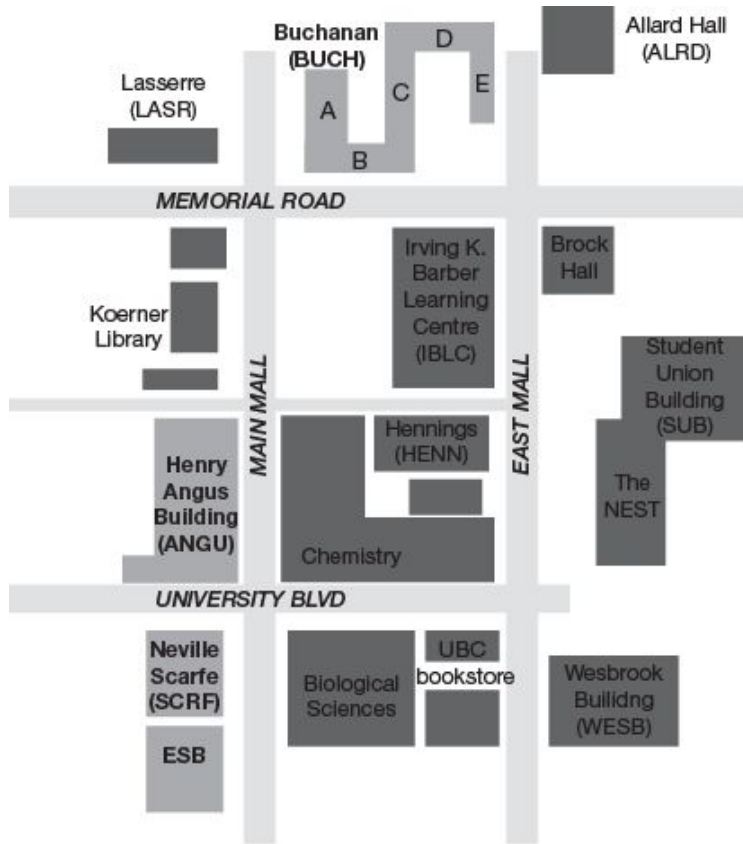 Buchanan
(BUCH)
D
Allard Hall
(ALRD)
Lasserre
(LASR)
A
C
E
B
MEMORIAL ROAD
Irving K.
Barber
Learning
Centre
(IBLC)
Brock
Hall
Koerner
Library
Student
Union
Building
(SUB)
MAIN MALL
EAST MALL
Hennings
(HENN)
Henry
Angus
Building
(ANGU)
The
NEST
Chemistry
UNIVERSITY BLVD
Neville
Scarfe
(SCRF)
UBC
bookstore
Biological
Sciences
Wesbrook
Builidng
(WESB)
ESB